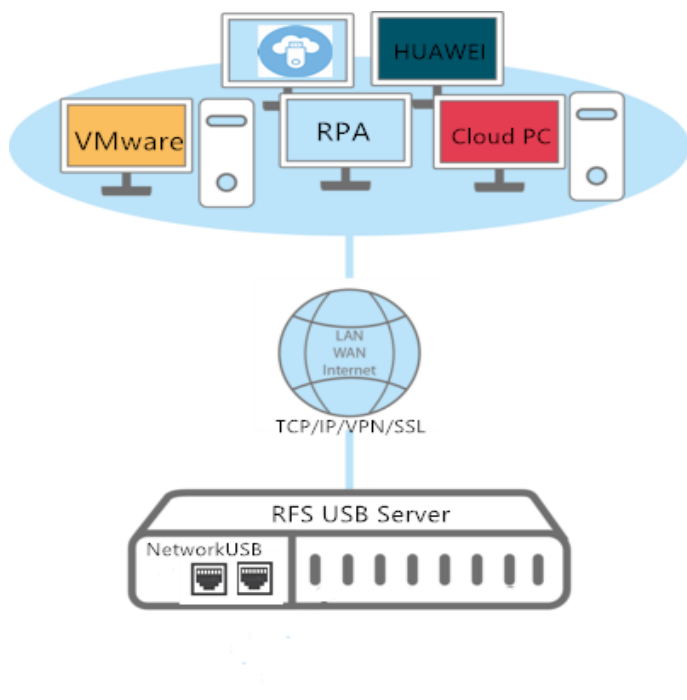 HUAWEI
VMware
RPA
Cloud PC
LAN
WAN
Internet
TCP/IP/VPN/SSL
RFS USB Server
NetworkUSB